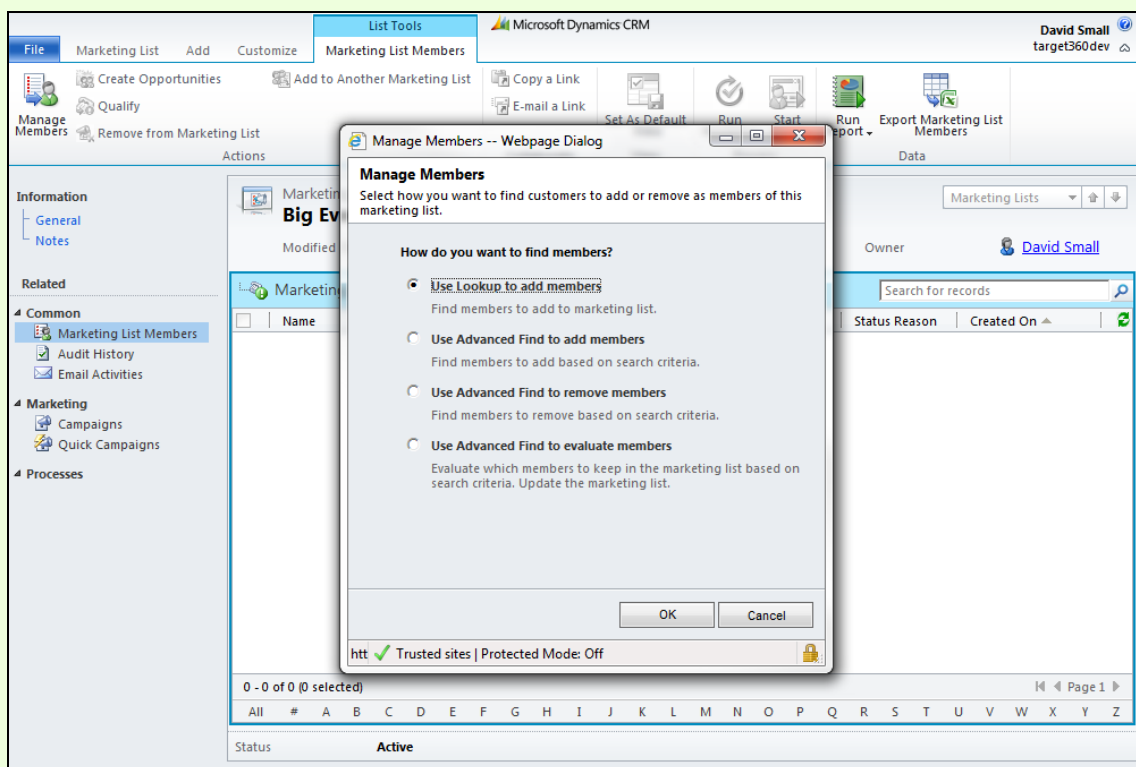 List Tools
Microsoft Dynamics CRM
David Small
File
Marketing List
Add
Customize
Marketing List Members
target360dev
Manage Members
Create Opportunities
Qualify
Remove from Marketing List
Add to Another Marketing List
Copy a Link
E-mail a Link
Set As Default
Run
Start
Run
eport
Export Marketing List
Members
Actions
Data
Information
General
Notes
Related
Common
Marketing List Members
Audit History
Email Activities
Marketing
Campaigns
Quick Campaigns
Processes
Marketin
Big Ev
Modified
Marketing Lists
Owner
David Small
Marketin
Search for records
Name
Status Reason
Created On
Manage Members -- Webpage Dialog
Manage Members
Select how you want to find customers to add or remove as members of this
marketing list.
How do you want to find members?
Use Lookup to add members
Find members to add to marketing list.
Use Advanced Find to add members
Find members to add based on search criteria.
Use Advanced Find to remove members
Find members to remove based on search criteria.
Use Advanced Find to evaluate members
Evaluate which members to keep in the marketing list based on
search criteria. Update the marketing list.
OK
Cancel
htt
Trusted sites | Protected Mode: Off
0 - 0 of 0 (0 selected)
Page 1
All # A B C D E F G H I J K L M N O P Q R S T U V W X Y Z
Status
Active